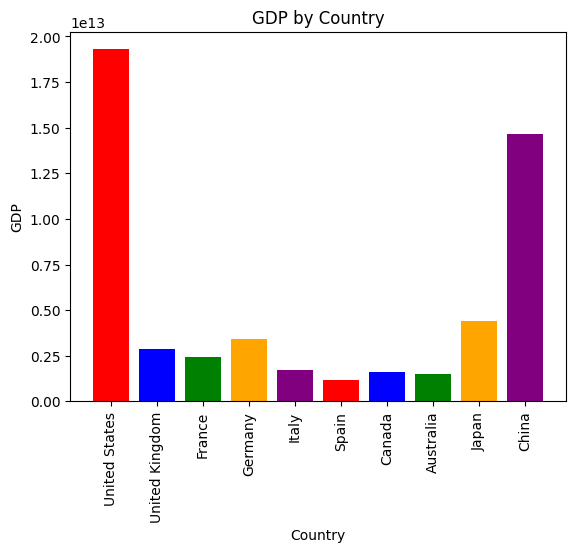 GDP by Country
1e13
2.00
1.75
1.50
1.25
1.00
0.75
0.50
0.25
0.00
GDP
United States
United Kingdom
France
Germany
Italy
Spain
Canada
Australia
Japan
China
Country